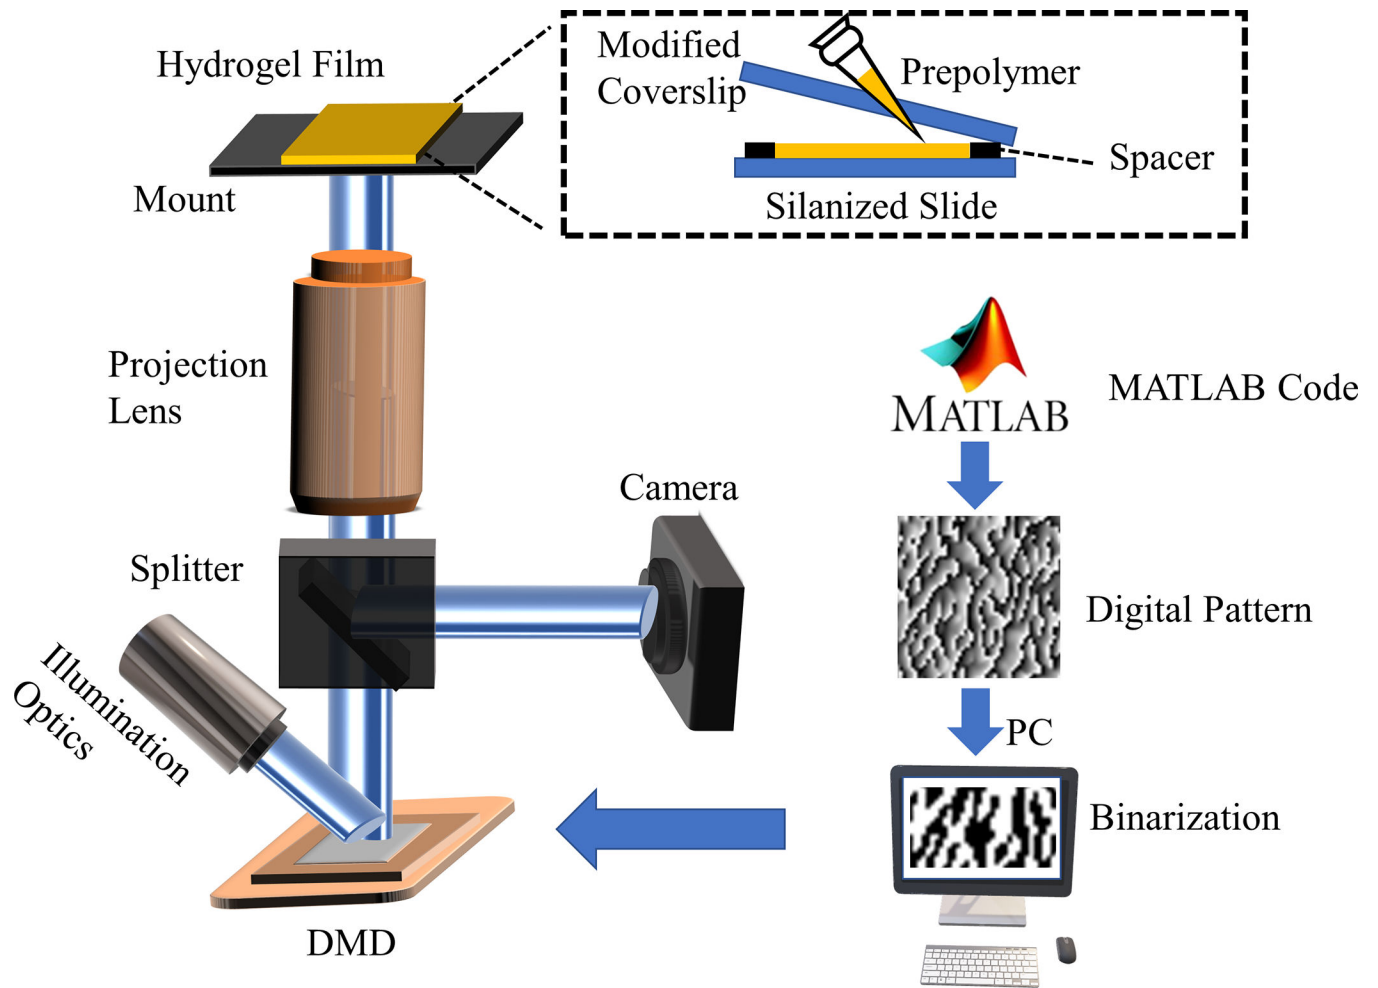 Hydrogel Film
Mount
Modified
Coverslip
Prepolymer
Spacer
Silanized Slide
Projection
Lens
MATLAB
MATLAB Code
Camera
Splitter
Digital Pattern
Illumination
Optics
PC
Binarization
DMD